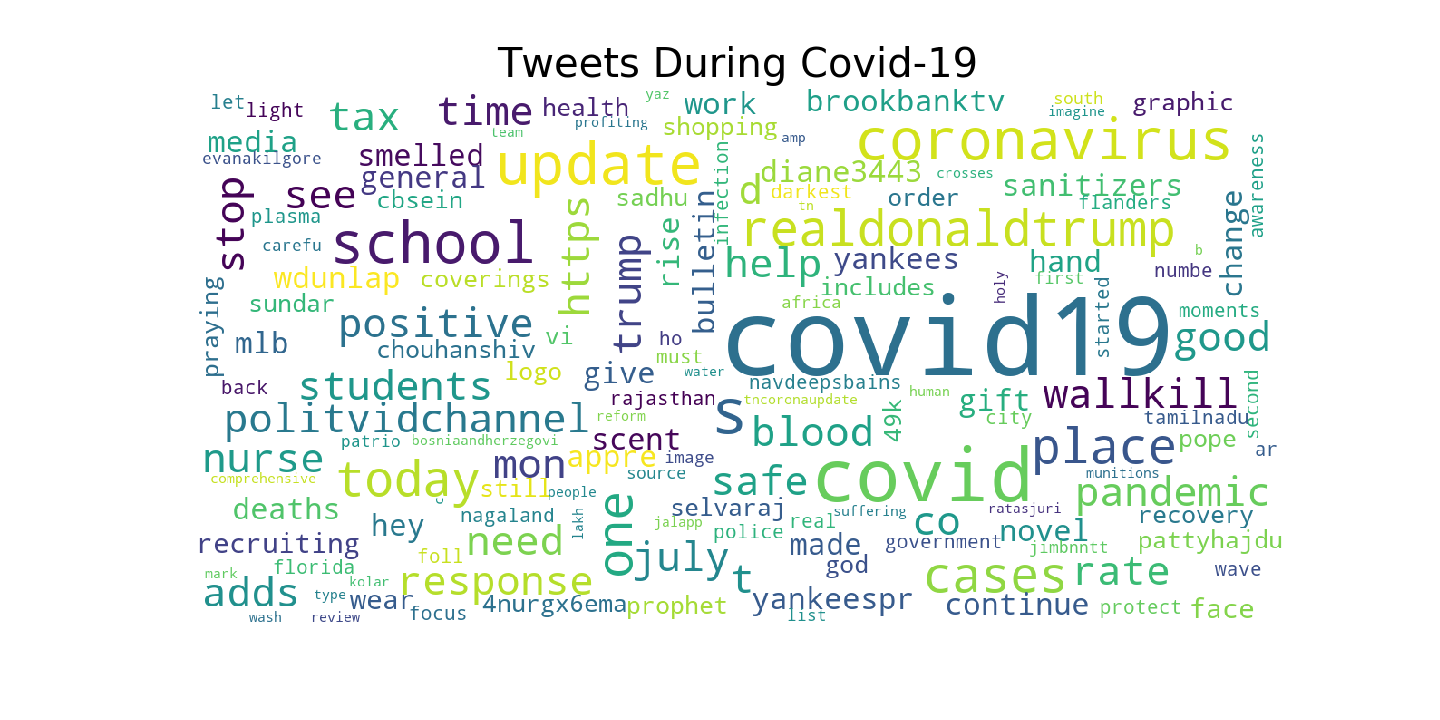 Tweets During Covid-19
let
light
tax
time
health
yaz
work
brookbanktv
south
imagine
graphic
profiting
team
shopping
amp
media
evanakilgore
smelled
general
update
coronavirus
infection
diane3443
crosses
sanitizers
awareness
stop
see
plasma
cbsein
sadhu
d
darkest
tn
order
flanders
school
https
trump
rise
bulletin
realdonaldtrump
change
carefu
wdunlap
coverings
help
yankees
hand
first
b
numbe
praying
sundar
includes
africa
holy
covid19
started
moments
good
positive
vi
ho
mlb
chouhanshiv
must
water
back
students
logo
give
rajasthan
navdeepsbains
tncoronaupdate
human
gift
city
wallkill
second
politvidchannel
reform
s
49k
tamilnadu
patrio
bosniaandherzegovi
scent
blood
place
pope
ar
nurse
mon
appre
image
source
comprehensive
today
still
people
c
safe
covid
munitions
pandemic
deaths
hey
nagaland
lakh
one
selvaraj
jalapp
police
real
suffering
co
ratasjuri
novel
recovery
recruiting
florida
foll
need
july
made
god
government
jimbnntt
pattyhajdu
mark
adds
type
kolar
response
t
cases
rate
wave
wear
focus
4nurgx6ema
prophet
yankeespr
list
continue
protect
face
wash
review